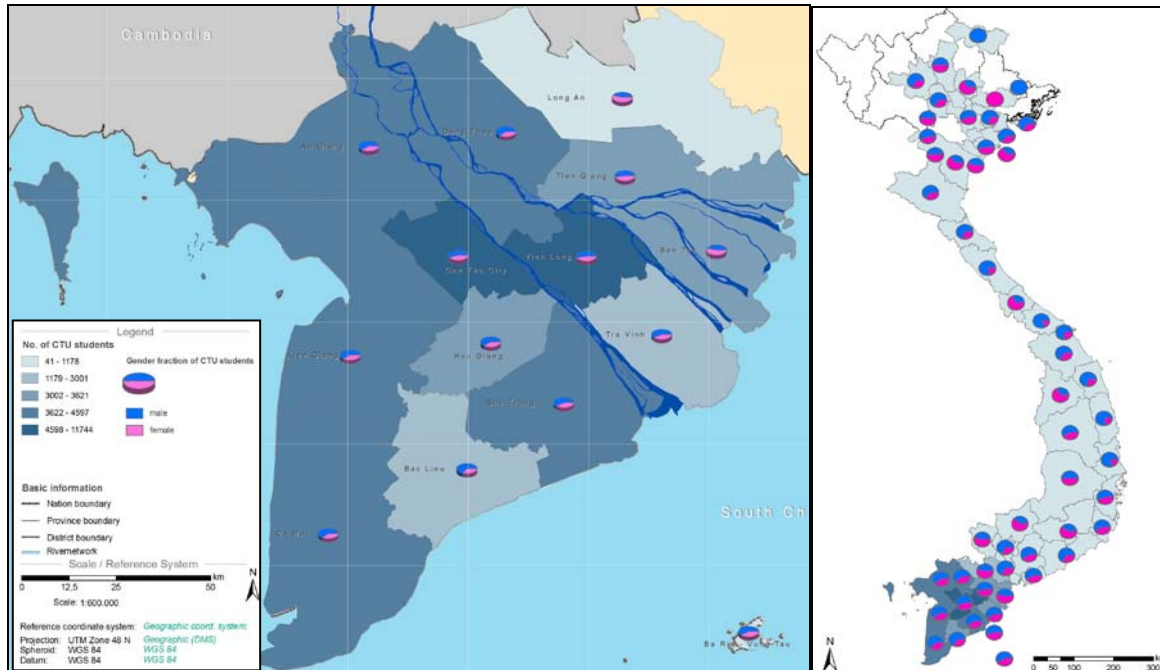 Cambodia
Long An
Dong Thap
An Giang
Tien Giang
Ben Tre
Can Tho City
Vinh Long
Tra Vinh
Hau Giang
Kien Giang
Soc Trang
Bac Lieu
Ca Mau
South Ch
Ba Ria Vung Tau
Legend
No. of CTU students
41 - 1178
1179 - 3001
3002 - 3621
3622 - 4597
4598 - 11744
Gender fraction of CTU students
male
female
Basic information
Nation boundary
Province boundary
District boundary
Rivernetwork
Scale / Reference System
km
0 12,5 25 50
N
Scale: 1:600.000
Reference coordinate system: Geographic coord. system:
Projection: UTM Zone 48 N Geographic (DMS)
Spheroid: WGS 84 WGS 84
Datum: WGS 84 WGS 84
N
0 100 200 300